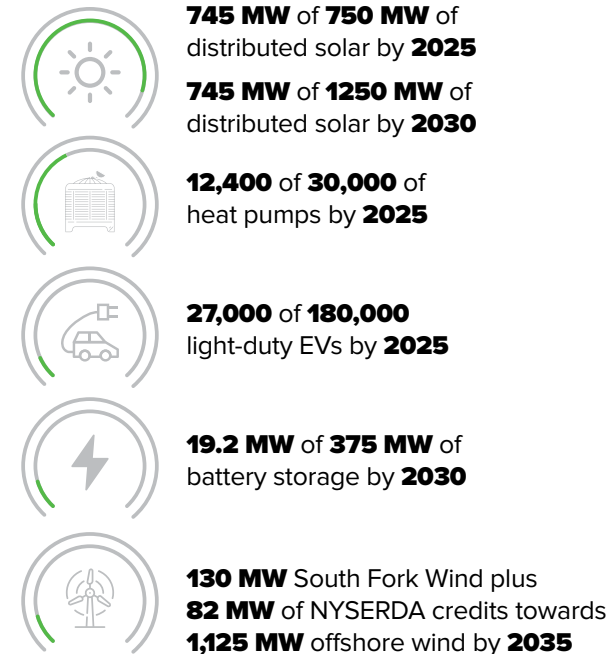 745 MW of 750 MW of
distributed solar by 2025
745 MW of 1250 MW of
distributed solar by 2030
12,400 of 30,000 of
heat pumps by 2025
27,000 of 180,000
light-duty EVs by 2025
19.2 MW of 375 MW of
battery storage by 2030
130 MW South Fork Wind plus
82 MW of NYSERDA credits towards
1,125 MW offshore wind by 2035